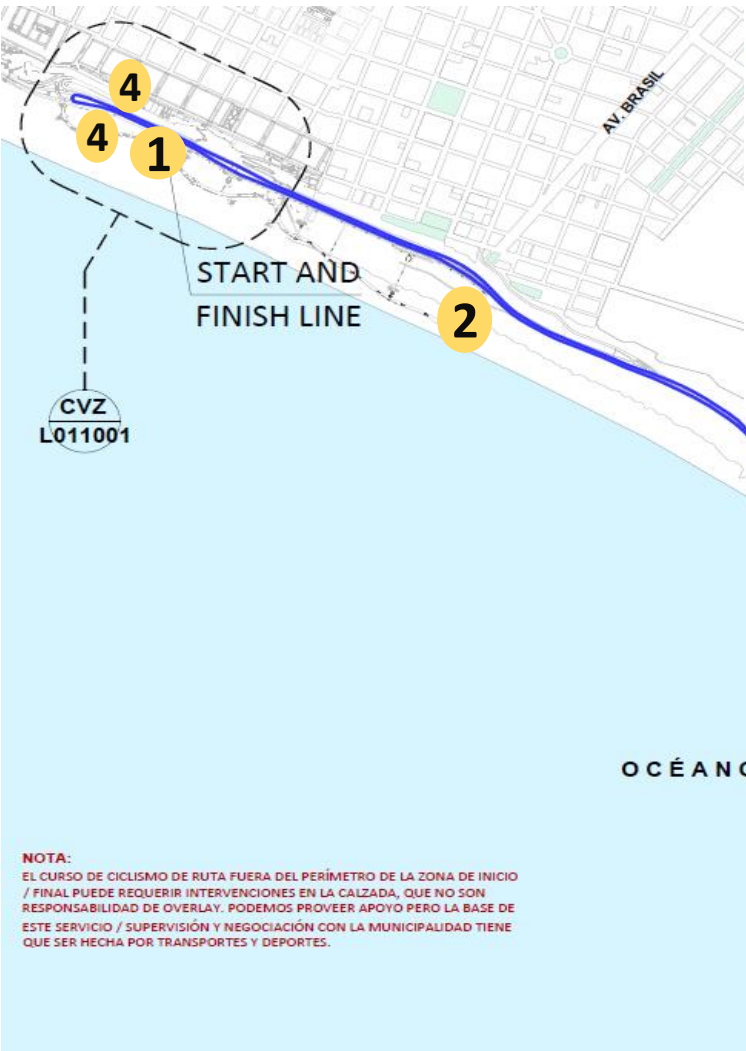 AV. BRASIL
4
4
1
START AND
FINISH LINE
2
CVZ
L011001
OCÉANO
NOTA:
EL CURSO DE CICLISMO DE RUTA FUERA DEL PERÍMETRO DE LA ZONA DE INICIO
/ FINAL PUEDE REQUERIR INTERVENCIONES EN LA CALZADA, QUE NO SON
RESPONSABILIDAD DE OVERLAY. PODEMOS PROVEER APOYO PERO LA BASE DE
ESTE SERVICIO / SUPERVISIÓN Y NEGOCIACIÓN CON LA MUNICIPALIDAD TIENE
QUE SER HECHA POR TRANSPORTES Y DEPORTES.